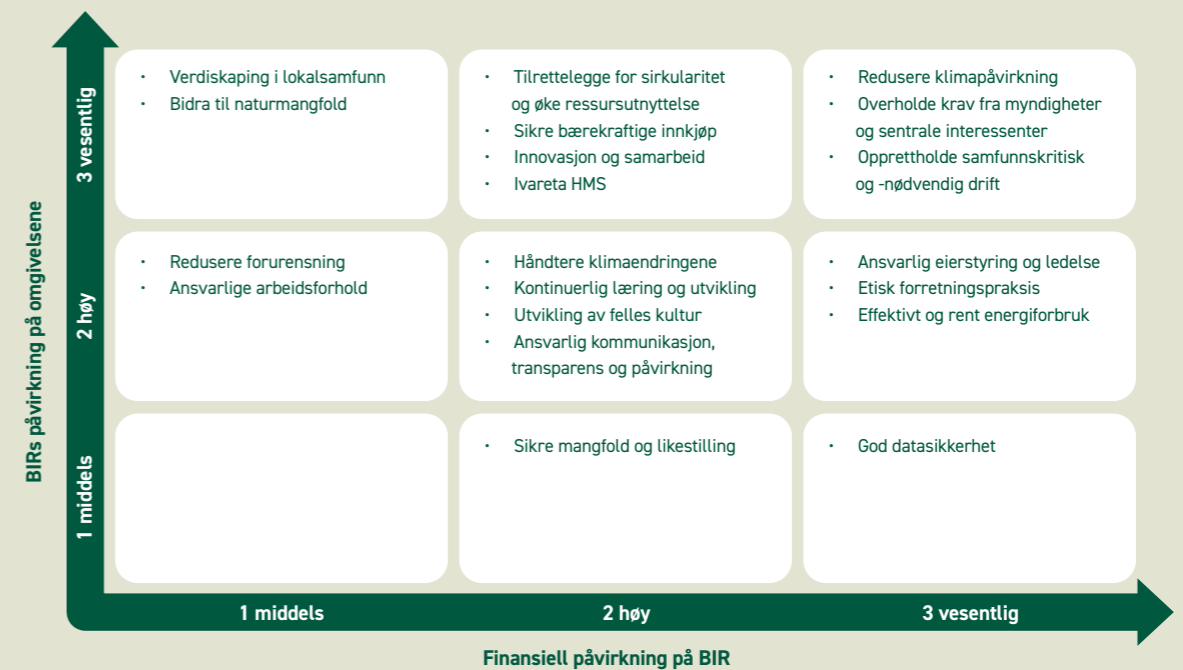 BIRs påvirkning på omgivelsene
3 vesentlig
· Verdiskaping i lokalsamfunn
· Bidra til naturmangfold
· Tilrettelegge for sirkularitet
og øke ressursutnyttelse
· Sikre bærekraftige innkjøp
· Innovasjon og samarbeid
· Ivareta HMS
· Redusere klimapåvirkning
· Overholde krav fra myndigheter
og sentrale interessenter
· Opprettholde samfunnskritisk
og -nødvendig drift
2 høy
· Redusere forurensning
· Ansvarlige arbeidsforhold
· Håndtere klimaendringene
· Kontinuerlig læring og utvikling
· Utvikling av felles kultur
· Ansvarlig kommunikasjon,
transparens og påvirkning
· Ansvarlig eierstyring og ledelse
· Etisk forretningspraksis
· Effektivt og rent energiforbruk
1 middels
· Sikre mangfold og likestilling
· God datasikkerhet
1 middels
2 høy
3 vesentlig
Finansiell påvirkning på BIR